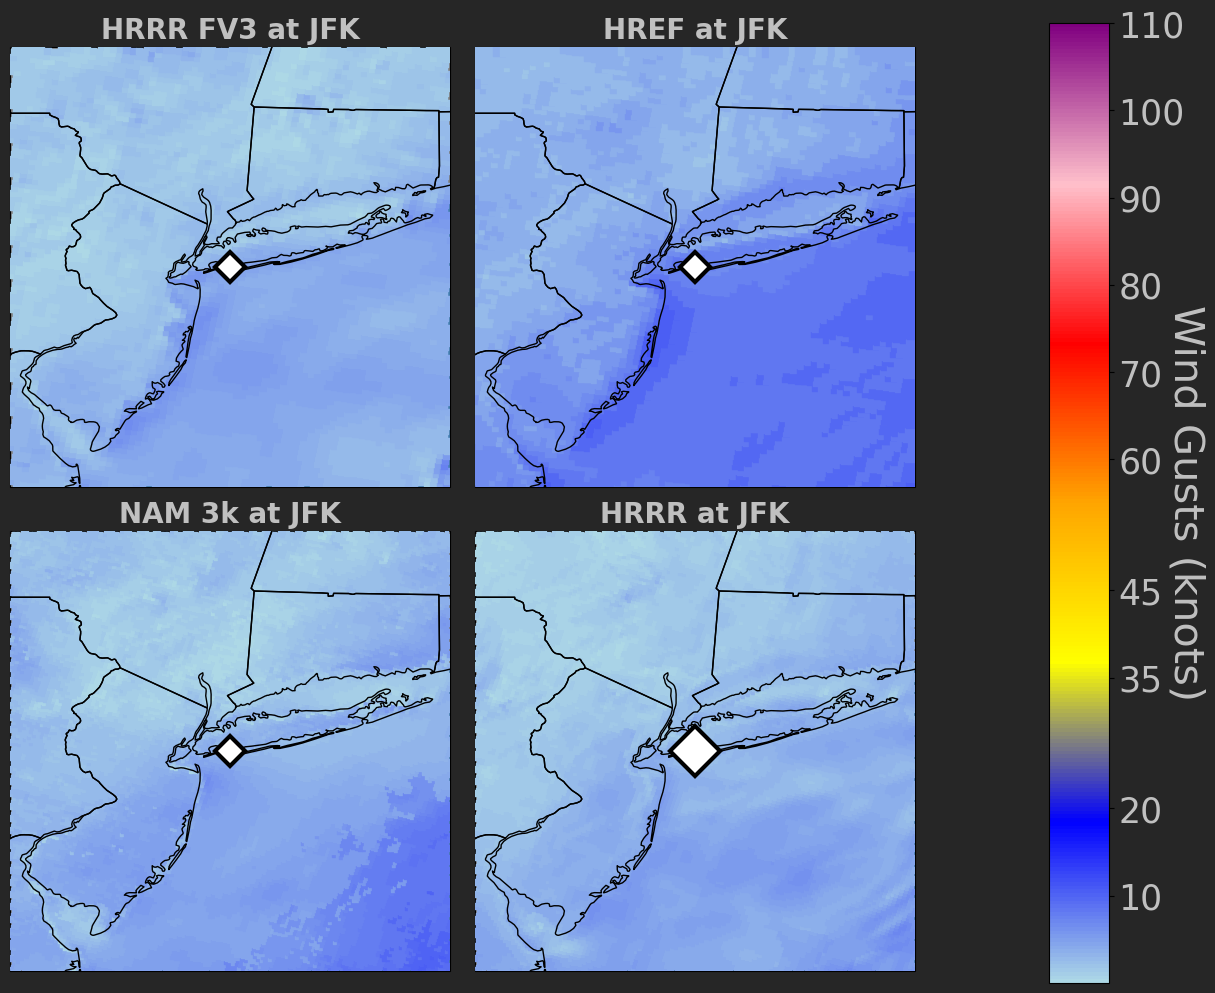 HRRR FV3 at JFK
HREF at JFK
NAM 3k at JFK
HRRR at JFK
110
100
90
80
70
60
45
35
20
10
Wind Gusts (knots)